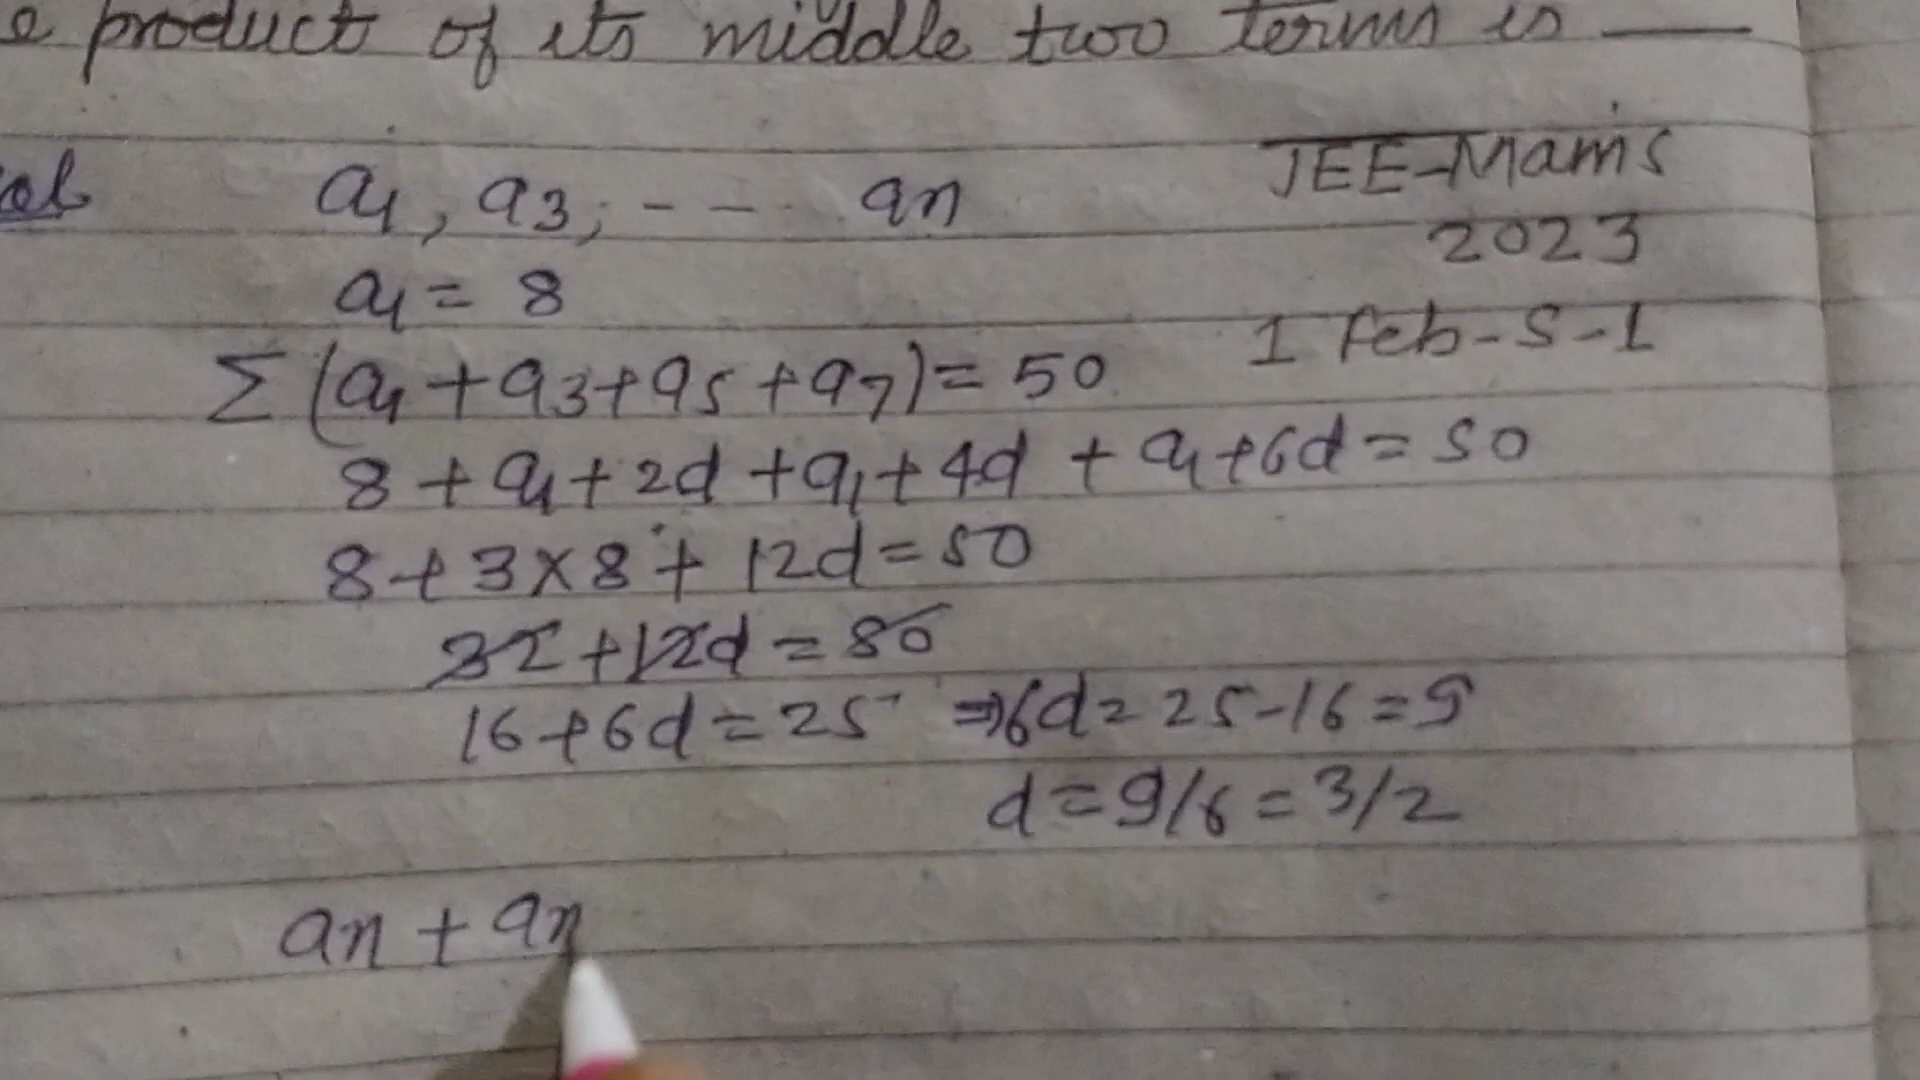 e product of its middle two terms is ——
Sol a1, a3, - - - an
JEE-Mains
2023
a1 = 8
1 Feb-S-1
Σ(a1 + a3 + a5 + a7) = 50
8 + a1 + 2d + a1 + 4d + a1 + 6d = 50
8 + 3 × 8 + 12d = 50
32 + 12d = 50
16 + 6d = 25 ⇒ 6d = 25 - 16 = 9
d = 9/6 = 3/2
an + an